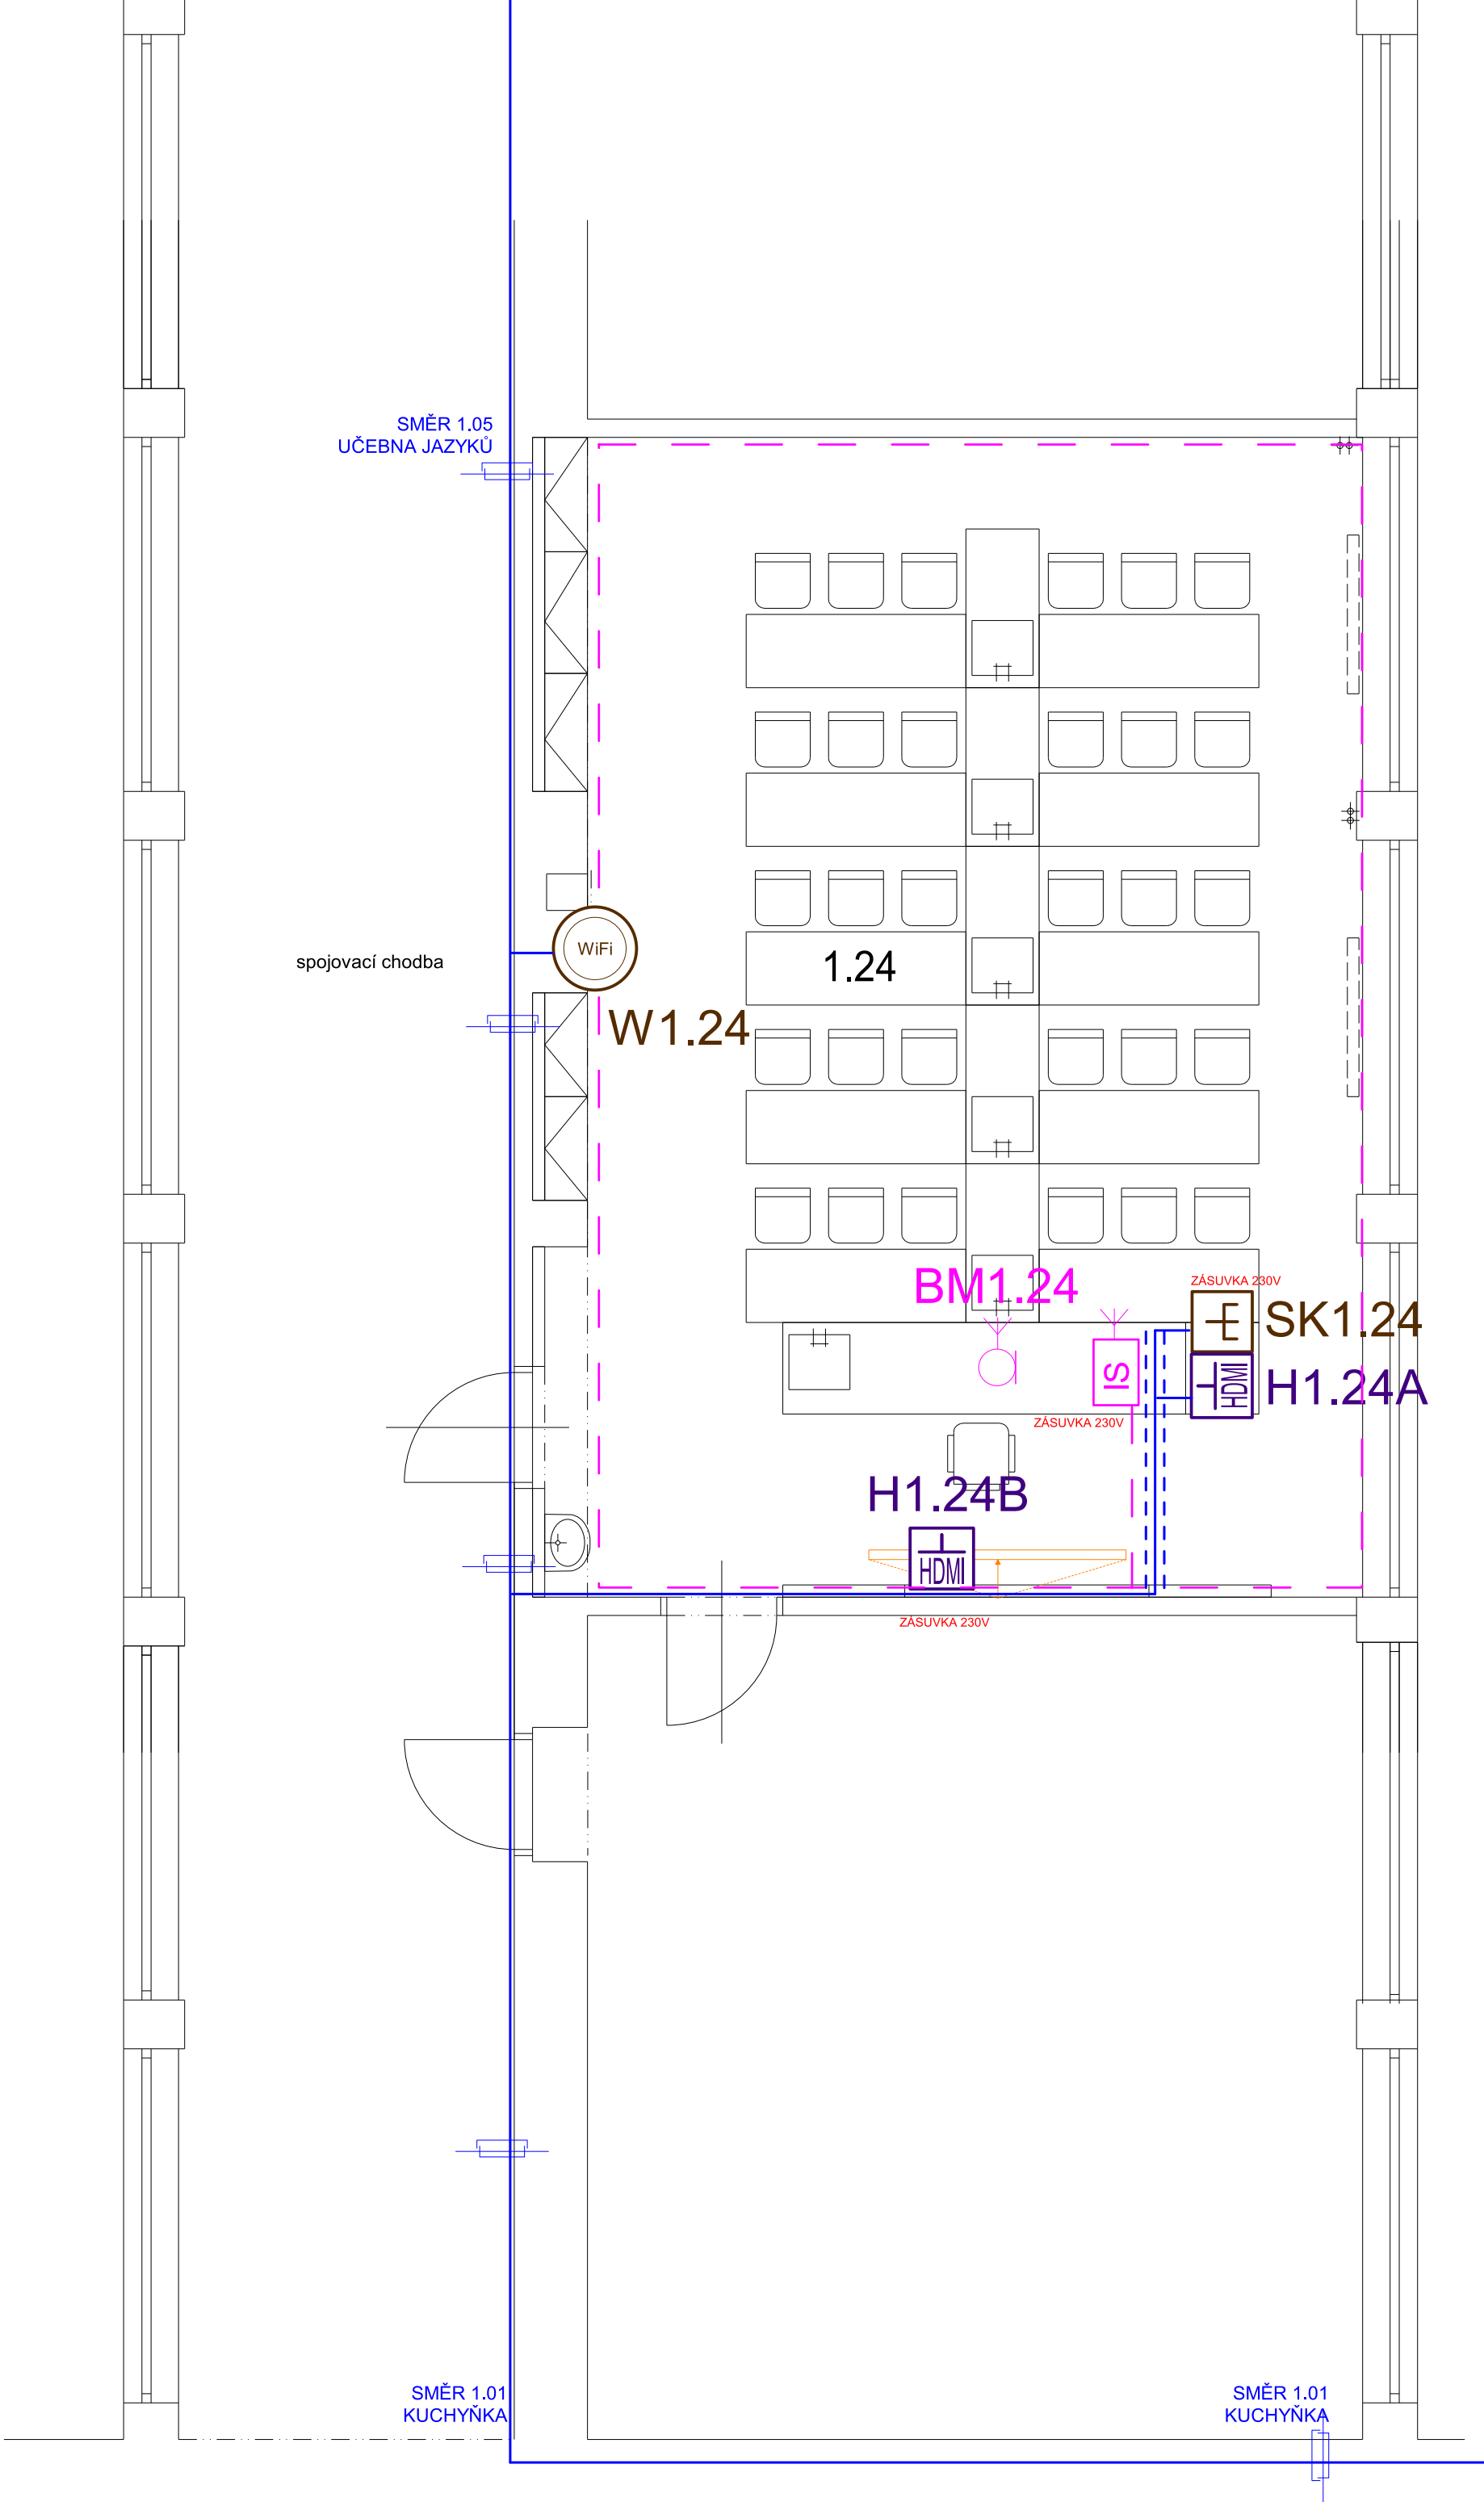 SMĚR 1.05
UČEBNA JAZYKŮ
WiFi
spojovací chodba
1.24
W1.24
BM1.24
ZÁSUVKA 230V
SK1.24
IS
HDMI
H1.24A
ZÁSUVKA 230V
H1.24B
HDMI
ZÁSUVKA 230V
SMĚR 1.01
KUCHYŇKA
SMĚR 1.01
KUCHYŇKA